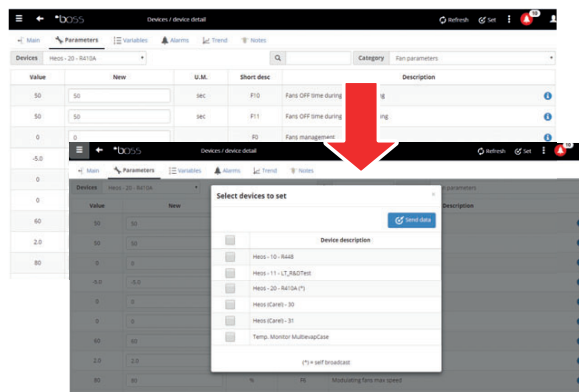 boss
Devices / device detail
Refresh
Set
Main
Parameters
Variables
Alarms
Trend
Notes
Devices
Heos - 20 - R410A
Category
Fan parameters
Value New U.M. Short desc Description
50 50 sec F10 Fans OFF time during
50 50 sec F11 Fans OFF time during
0 0 F0 Fans management
-5.0
0
0
60
2.0
80
boss
Devices / device detail
Refresh
Set
Main
Parameters
Variables
Alarms
Trend
Notes
Devices
Heos - 20 - R410A
parameters
Value New Description
50 50
50 50
0 0
-5.0 -5.0
0 0
0 0
60 60
2.0 2.0
80 80 % F6 Modulating fans max speed
Select devices to set
Send data
Device description
Heos - 10 - R448
Heos - 11 - LT_R&DTest
Heos - 20 - R410A (*)
Heos (Carel) - 30
Heos (Carel) - 31
Temp. Monitor MultievapCase
(*) = self broadcast